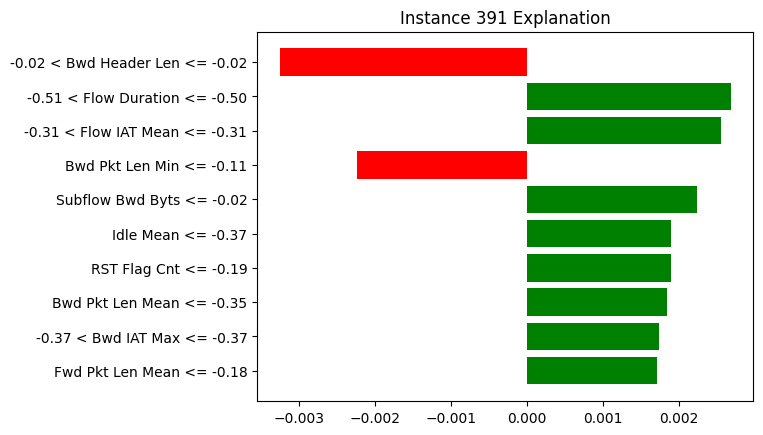 Instance 391 Explanation
-0.02 < Bwd Header Len <= -0.02
-0.51 < Flow Duration <= -0.50
-0.31 < Flow IAT Mean <= -0.31
Bwd Pkt Len Min <= -0.11
Subflow Bwd Byts <= -0.02
Idle Mean <= -0.37
RST Flag Cnt <= -0.19
Bwd Pkt Len Mean <= -0.35
-0.37 < Bwd IAT Max <= -0.37
Fwd Pkt Len Mean <= -0.18
−0.003 −0.002 −0.001 0.000 0.001 0.002